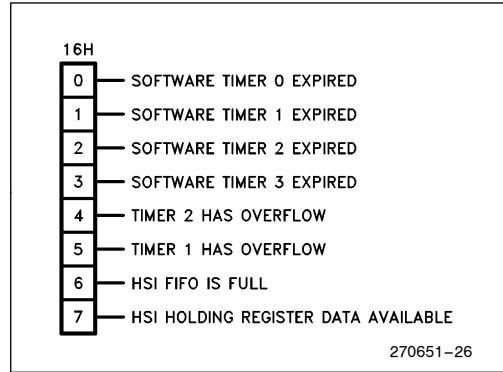 16H
0 SOFTWARE TIMER 0 EXPIRED
1 SOFTWARE TIMER 1 EXPIRED
2 SOFTWARE TIMER 2 EXPIRED
3 SOFTWARE TIMER 3 EXPIRED
4 TIMER 2 HAS OVERFLOW
5 TIMER 1 HAS OVERFLOW
6 HSI FIFO IS FULL
7 HSI HOLDING REGISTER DATA AVAILABLE
270651–26